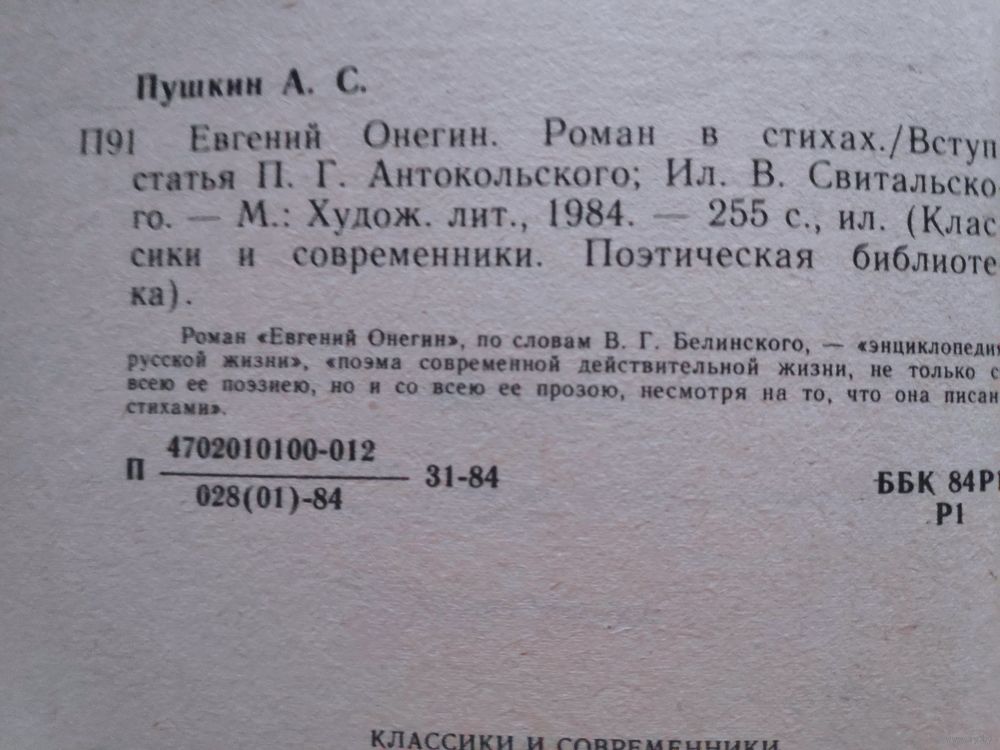 Пушкин А. С.
П91 Евгений Онегин. Роман в стихах./Вступ
статья П. Г. Антокольского; Ил. В. Свитальско-
го. — М.: Худож. лит., 1984. — 255 с., ил. (Клас-
сики и современники. Поэтическая библиоте-
ка).
Роман «Евгений Онегин», по словам В. Г. Белинского, — «энциклопедия
русской жизни», «поэма современной действительной жизни, не только с
всею ее поэзиею, но и со всею ее прозою, несмотря на то, что она писан
стихами».
4702010100-012
П 31-84
028(01)-84
ББК 84Р1
Р1
КЛАССИКИ И СОВРЕМЕННИКИ